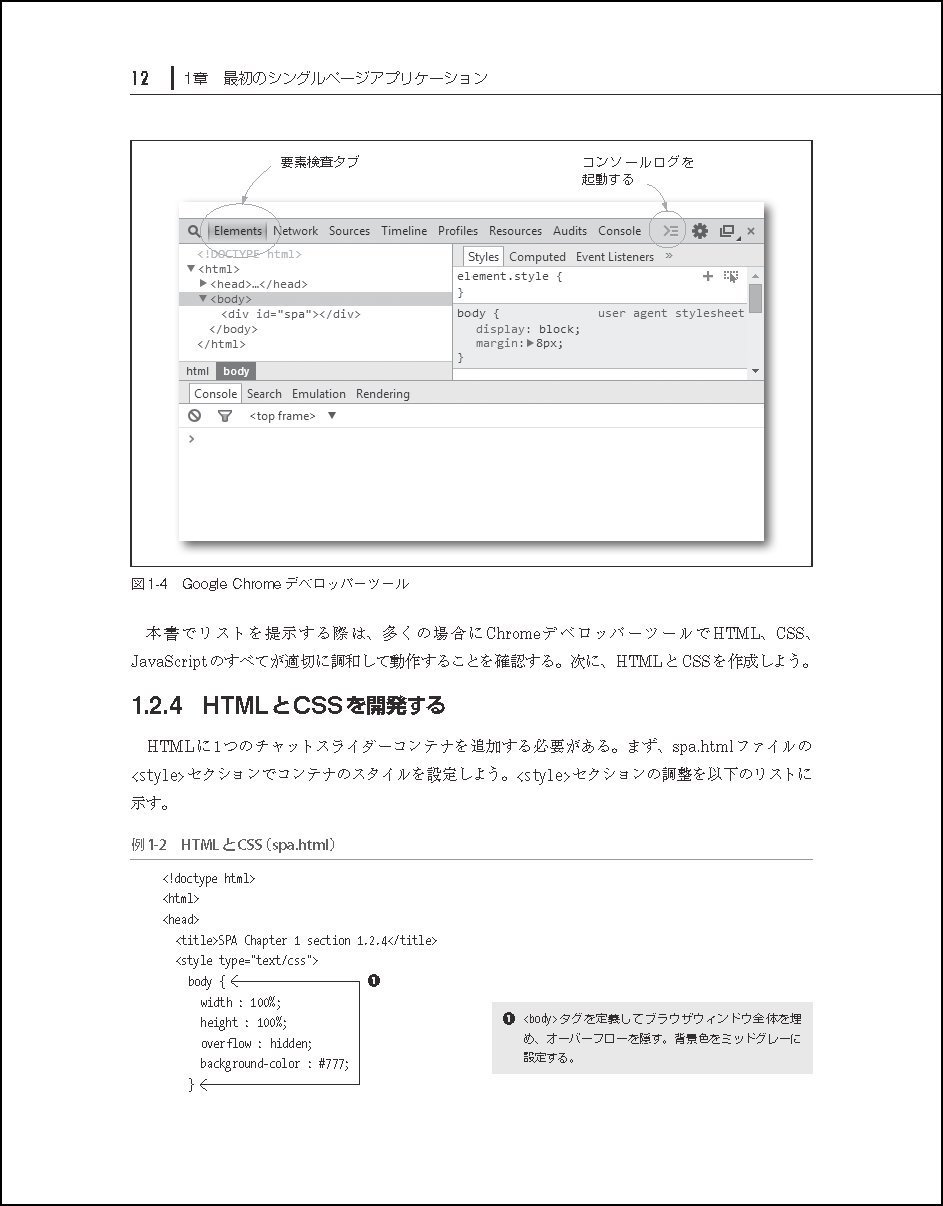 12 1章 最初のシングルページアプリケーション
要素検査タブ
コンソールログを
起動する
Elements Network Sources Timeline Profiles Resources Audits Console
<!DOCTYPE html>
▼<html>
▶<head>…</head>
▼<body>
<div id="spa"></div>
</body>
</html>
html body
Styles Computed Event Listeners »
element.style {
}
body { user agent stylesheet
display: block;
margin:▶8px;
}
Console Search Emulation Rendering
<top frame> ▼
>
図1-4 Google Chromeデベロッパーツール
本書でリストを提示する際は、多くの場合にChromeデベロッパーツールでHTML、CSS、
JavaScriptのすべてが適切に調和して動作することを確認する。次に、HTMLとCSSを作成しよう。
1.2.4 HTMLとCSSを開発する
HTMLに1つのチャットスライダーコンテナを追加する必要がある。まず、spa.htmlファイルの
<style>セクションでコンテナのスタイルを設定しよう。<style>セクションの調整を以下のリストに
示す。
例1-2 HTMLとCSS(spa.html)
<!doctype html>
<html>
<head>
<title>SPA Chapter 1 section 1.2.4</title>
<style type="text/css">
body { ❶
width : 100%;
height : 100%;
overflow : hidden;
background-color : #777;
}
❶ <body>タグを定義してブラウザウィンドウ全体を埋
め、オーバーフローを隠す。背景色をミッドグレーに
設定する。